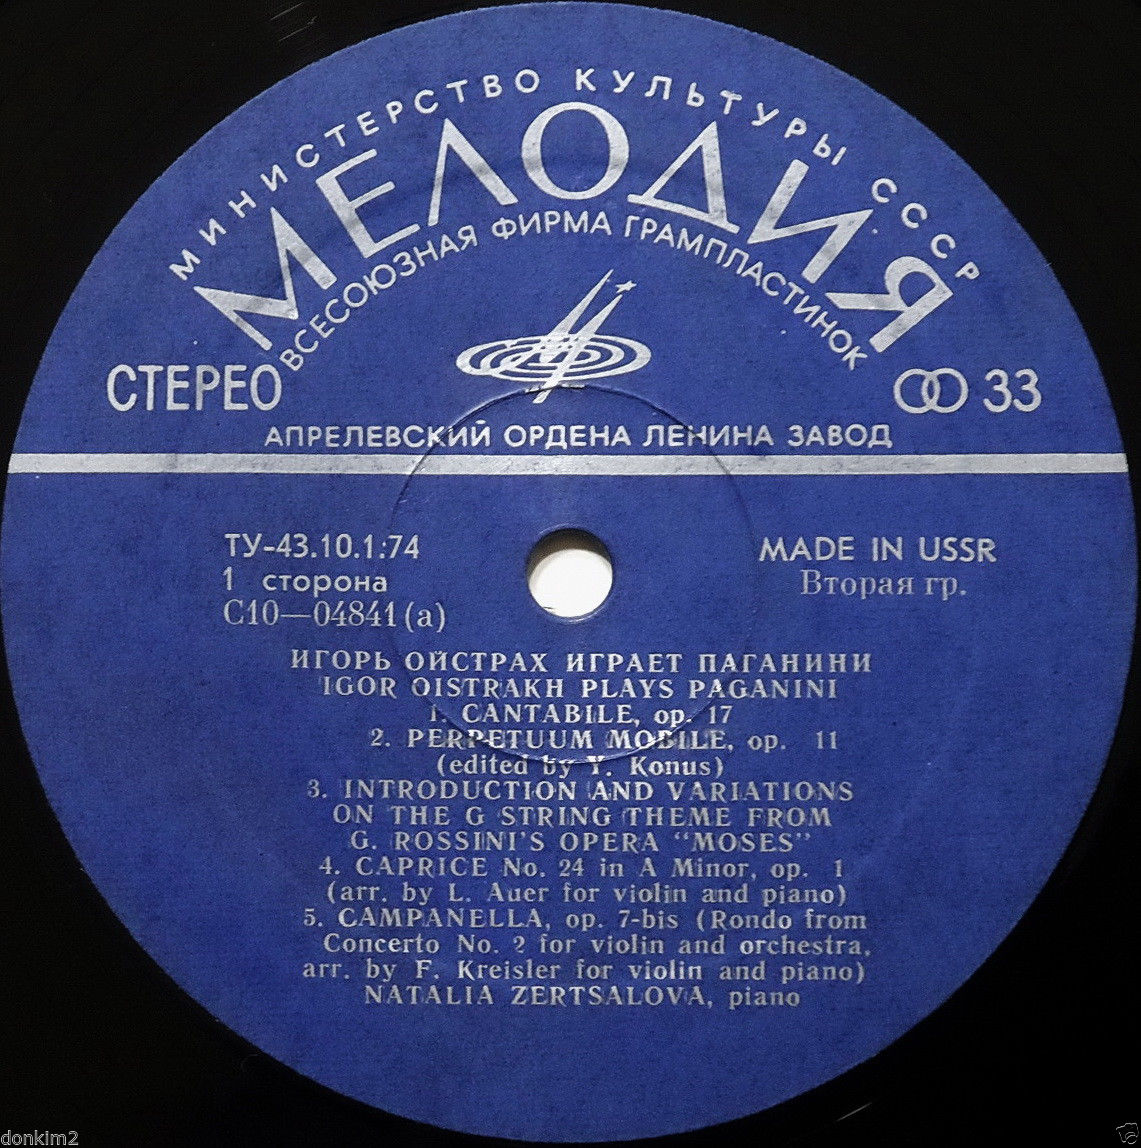 МИНИСТЕРСТВО КУЛЬТУРЫ СССР
МЕЛОДИЯ
ВСЕСОЮЗНАЯ ФИРМА ГРАМПЛАСТИНОК
СТЕРЕО
33
АПРЕЛЕВСКИЙ ОРДЕНА ЛЕНИНА ЗАВОД
ТУ-43.10.1:74
1 сторона
С10—04841(а)
MADE IN USSR
Вторая гр.
ИГОРЬ ОЙСТРАХ ИГРАЕТ ПАГАНИНИ
IGOR OISTRAKH PLAYS PAGANINI
1. CANTABILE, op. 17
2. PERPETUUM MOBILE, op. 11
(edited by Y. Konus)
3. INTRODUCTION AND VARIATIONS
ON THE G STRING THEME FROM
G. ROSSINI'S OPERA "MOSES"
4. CAPRICE No. 24 in A Minor, op. 1
(arr. by L. Auer for violin and piano)
5. CAMPANELLA, op. 7-bis (Rondo from
Concerto No. 2 for violin and orchestra,
arr. by F. Kreisler for violin and piano)
NATALIA ZERTSALOVA, piano
donkim2